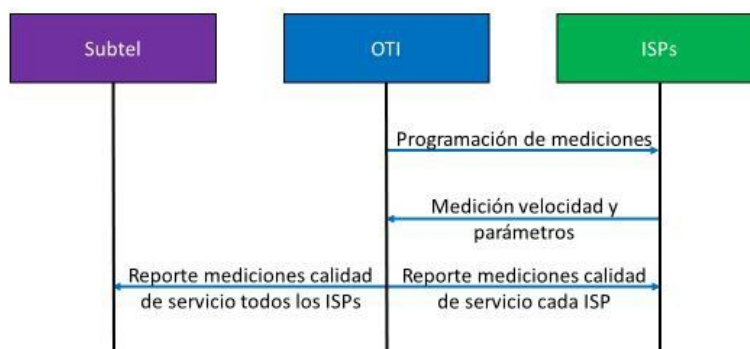 Subtel
OTI
ISPs
Programación de mediciones
Medición velocidad y
parámetros
Reporte mediciones calidad
de servicio todos los ISPs
Reporte mediciones calidad
de servicio cada ISP